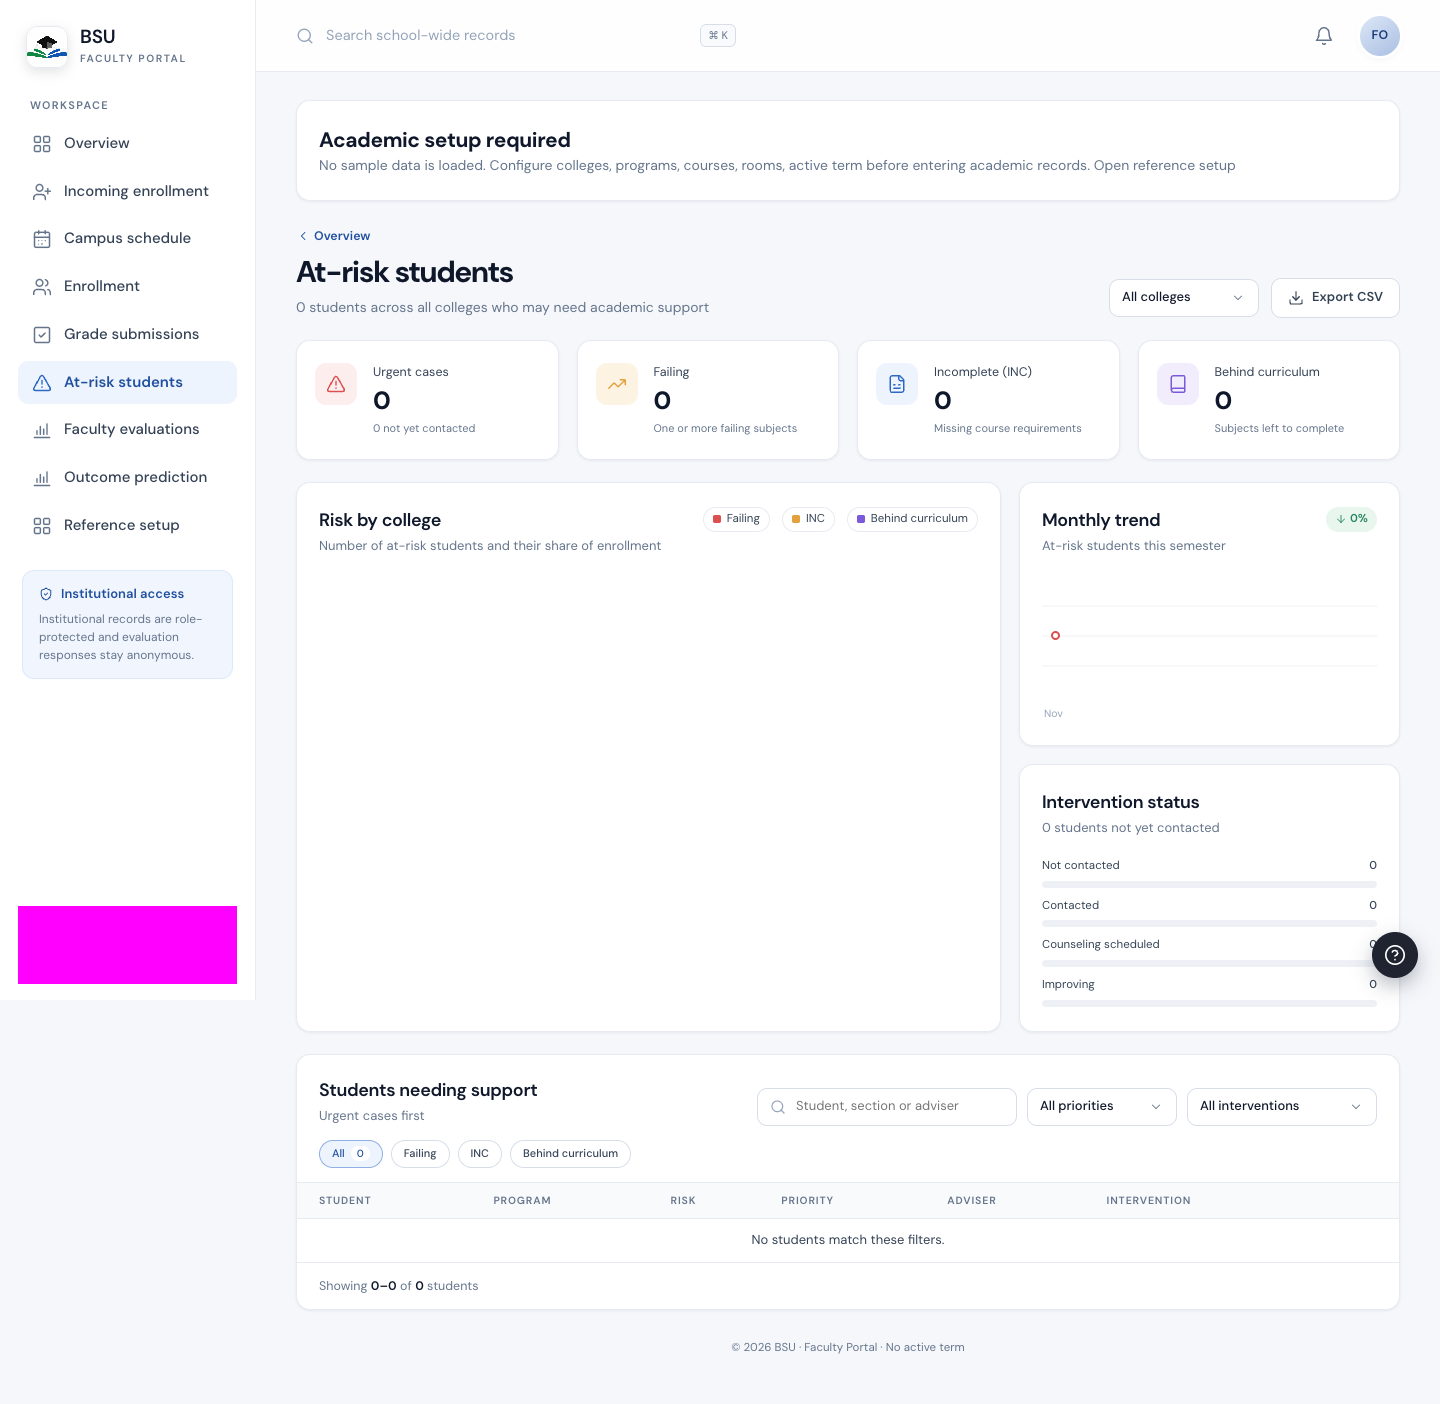 BSU
FACULTY PORTAL
WORKSPACE
Overview
Incoming enrollment
Campus schedule
Enrollment
Grade submissions
At-risk students
Faculty evaluations
Outcome prediction
Reference setup
Institutional access
Institutional records are role-
protected and evaluation
responses stay anonymous.
Search school-wide records
⌘ K
FO
Academic setup required
No sample data is loaded. Configure colleges, programs, courses, rooms, active term before entering academic records. Open reference setup
Overview
At-risk students
0 students across all colleges who may need academic support
All colleges
Export CSV
Urgent cases
0
0 not yet contacted
Failing
0
One or more failing subjects
Incomplete (INC)
0
Missing course requirements
Behind curriculum
0
Subjects left to complete
Risk by college
Number of at-risk students and their share of enrollment
Failing
INC
Behind curriculum
Monthly trend
At-risk students this semester
↓ 0%
Nov
Intervention status
0 students not yet contacted
Not contacted 0
Contacted 0
Counseling scheduled 0
Improving 0
Students needing support
Urgent cases first
Student, section or adviser
All priorities
All interventions
All 0
Failing
INC
Behind curriculum
STUDENT PROGRAM RISK PRIORITY ADVISER INTERVENTION
No students match these filters.
Showing 0–0 of 0 students
© 2026 BSU · Faculty Portal · No active term